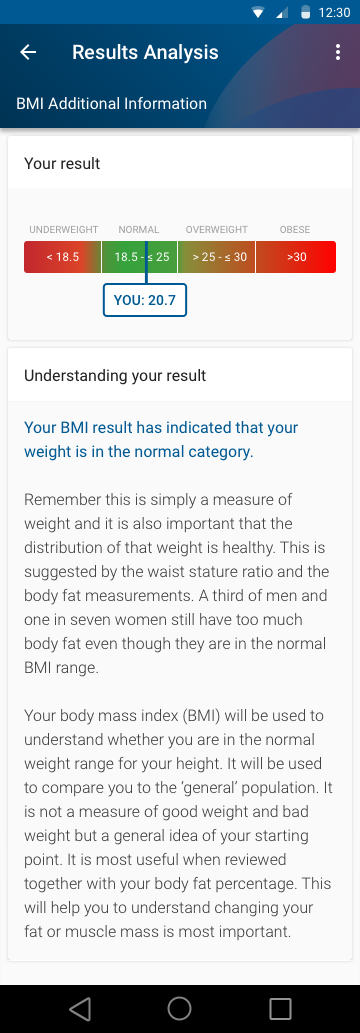 12:30
Results Analysis
BMI Additional Information
Your result
UNDERWEIGHT NORMAL OVERWEIGHT OBESE
< 18.5 18.5 - ≤ 25 > 25 - ≤ 30 >30
YOU: 20.7
Understanding your result
Your BMI result has indicated that your
weight is in the normal category.
Remember this is simply a measure of
weight and it is also important that the
distribution of that weight is healthy. This is
suggested by the waist stature ratio and the
body fat measurements. A third of men and
one in seven women still have too much
body fat even though they are in the normal
BMI range.
Your body mass index (BMI) will be used to
understand whether you are in the normal
weight range for your height. It will be used
to compare you to the ‘general’ population. It
is not a measure of good weight and bad
weight but a general idea of your starting
point. It is most useful when reviewed
together with your body fat percentage. This
will help you to understand changing your
fat or muscle mass is most important.